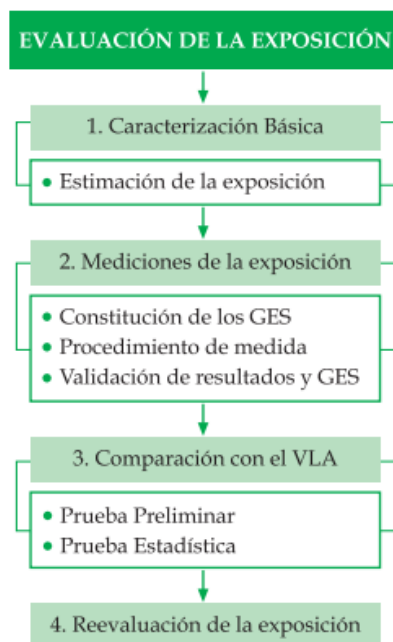 EVALUACIÓN DE LA EXPOSICIÓN
1. Caracterización Básica
• Estimación de la exposición
2. Mediciones de la exposición
• Constitución de los GES
• Procedimiento de medida
• Validación de resultados y GES
3. Comparación con el VLA
• Prueba Preliminar
• Prueba Estadística
4. Reevaluación de la exposición